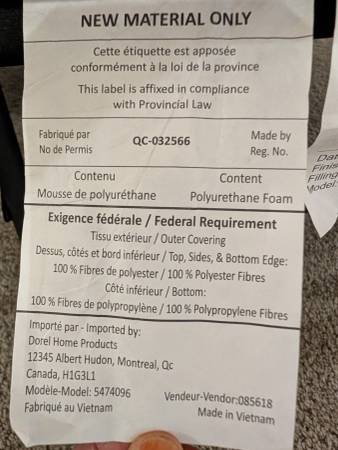 NEW MATERIAL ONLY
Cette étiquette est apposée
conformément à la loi de la province
This label is affixed in compliance
with Provincial Law
Fabriqué par
No de Permis
QC-032566
Made by
Reg. No.
Contenu
Mousse de polyuréthane
Content
Polyurethane Foam
Exigence fédérale / Federal Requirement
Tissu extérieur / Outer Covering
Dessus, côtés et bord inférieur / Top, Sides, & Bottom Edge:
100 % Fibres de polyester / 100 % Polyester Fibres
Côté inférieur / Bottom:
100 % Fibres de polypropylène / 100 % Polypropylene Fibres
Importé par - Imported by:
Dorel Home Products
12345 Albert Hudon, Montreal, Qc
Canada, H1G3L1
Modèle-Model: 5474096
Fabriqué au Vietnam
Vendeur-Vendor:085618
Made in Vietnam
Filling
Model: